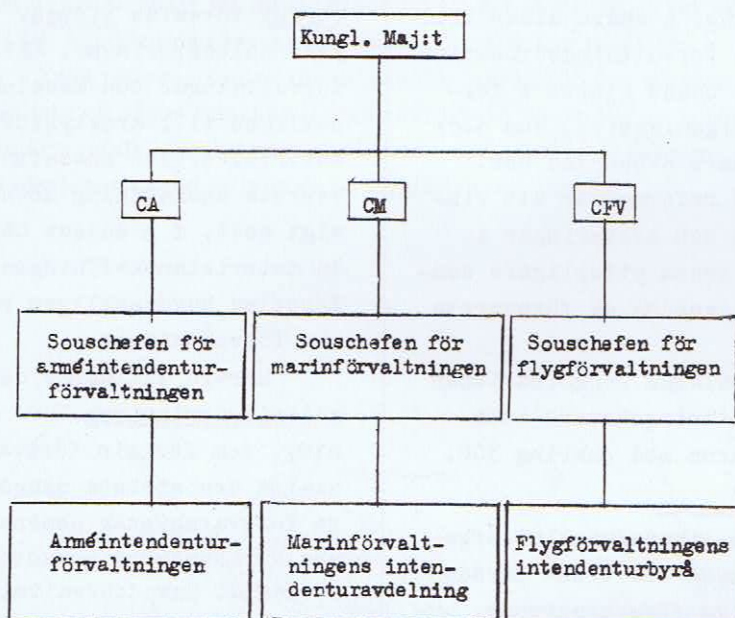 Kungl. Maj:t
CA
CM
CFV
Souschefen för
arméintendentur-
förvaltningen
Souschefen för
marinförvaltningen
Souschefen för
flygförvaltningen
Arméintendentur-
förvaltningen
Marinförvalt-
ningens inten-
denturavdelning
Flygförvaltningens
intendenturbyrå